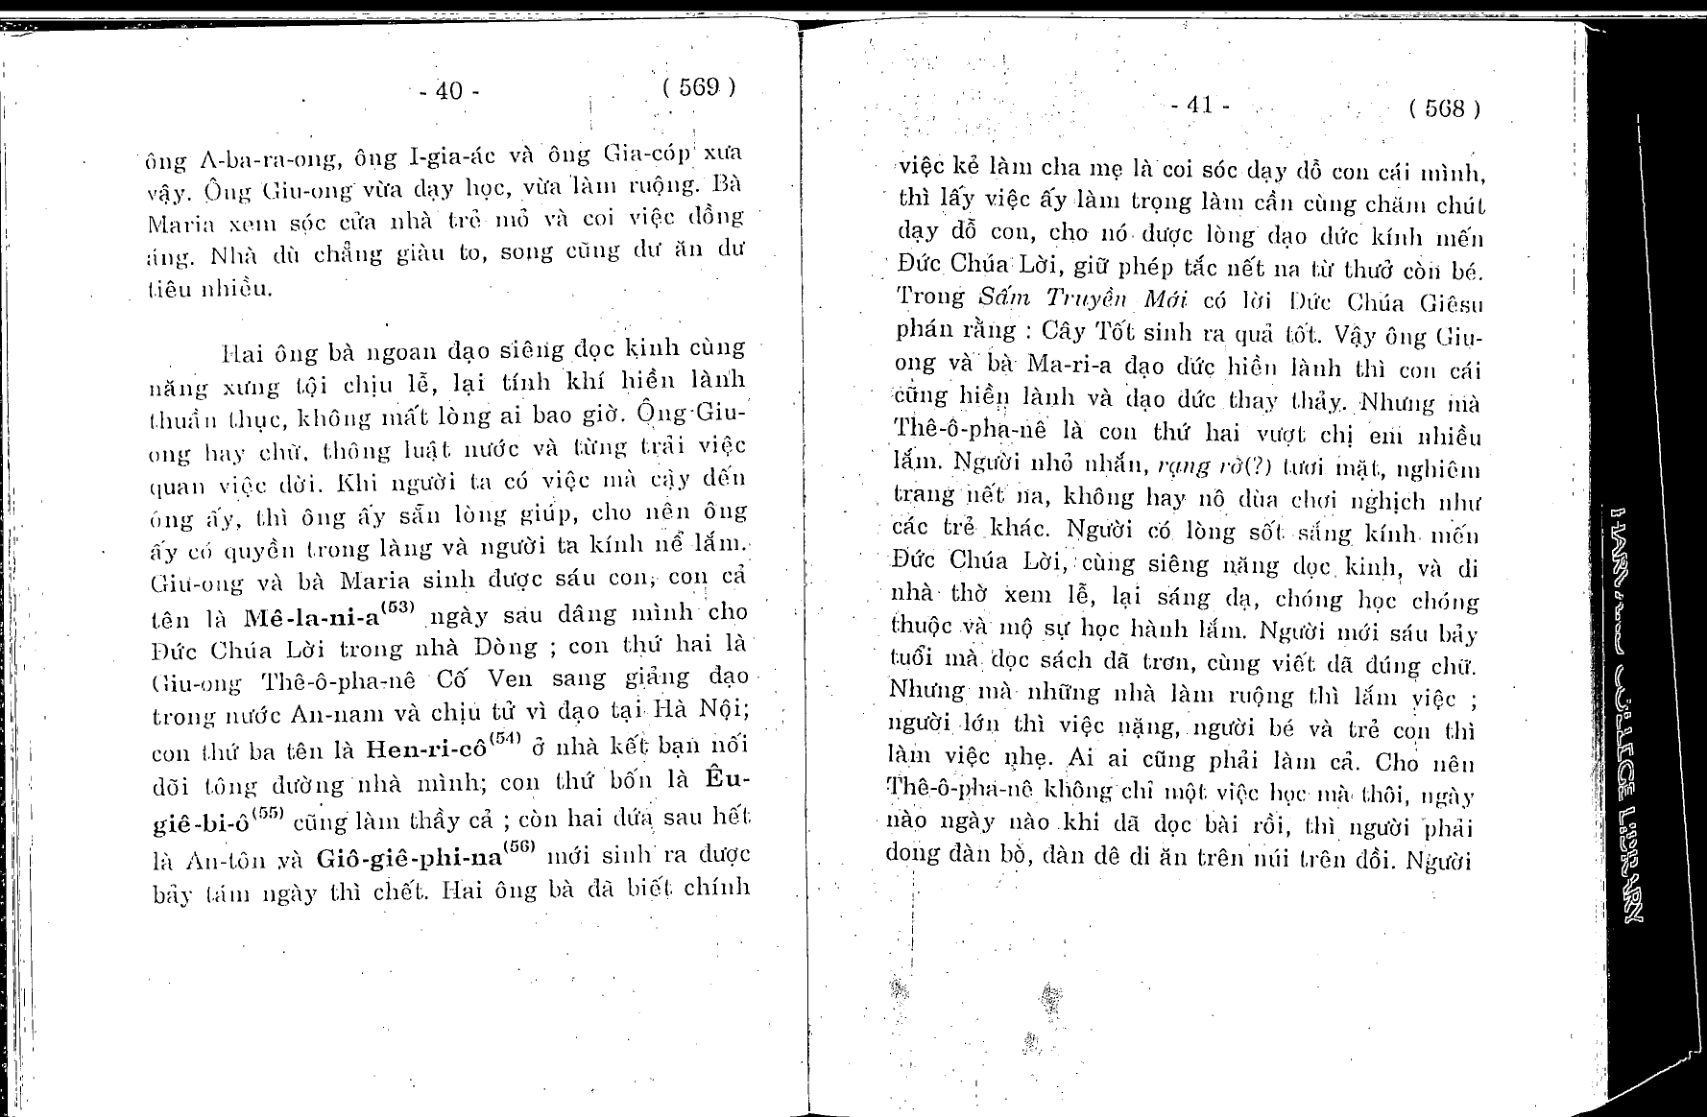 - 40 - ( 569 )
ông A-ba-ra-ong, ông I-gia-ác và ông Gia-cóp xưa
vậy. Ông Giu-ong vừa dạy học, vừa làm ruộng. Bà
Maria xem sóc cửa nhà trẻ mỏ và coi việc đồng
áng. Nhà dù chẳng giàu to, song cũng dư ăn dư
tiêu nhiều.
Hai ông bà ngoan đạo siêng đọc kinh cùng
năng xưng tội chịu lễ, lại tính khí hiền lành
thuần thục, không mất lòng ai bao giờ. Ông Giu-
ong hay chữ, thông luật nước và từng trải việc
quan việc đời. Khi người ta có việc mà cậy đến
ông ấy, thì ông ấy sẵn lòng giúp, cho nên ông
ấy có quyền trong làng và người ta kính nể lắm.
Giu-ong và bà Maria sinh được sáu con, con cả
tên là Mê-la-ni-a(53) ngày sau dâng mình cho
Đức Chúa Lời trong nhà Dòng ; con thứ hai là
Giu-ong Thê-ô-pha-nê Cố Ven sang giảng đạo
trong nước An-nam và chịu tử vì đạo tại Hà Nội;
con thứ ba tên là Hen-ri-cô(54) ở nhà kết bạn nối
dõi tông đường nhà mình; con thứ bốn là Êu-
giê-bi-ô(55) cũng làm thầy cả ; còn hai đứa sau hết
là An-tôn và Giô-giê-phi-na(56) mới sinh ra được
bảy tám ngày thì chết. Hai ông bà đã biết chính
- 41 - ( 568 )
việc kẻ làm cha mẹ là coi sóc dạy dỗ con cái mình,
thì lấy việc ấy làm trọng làm cần cùng chăm chút
dạy dỗ con, cho nó được lòng đạo đức kính mến
Đức Chúa Lời, giữ phép tắc nết na từ thuở còn bé.
Trong Sấm Truyền Mới có lời Đức Chúa Giêsu
phán rằng : Cây Tốt sinh ra quả tốt. Vậy ông Giu-
ong và bà Ma-ri-a đạo đức hiền lành thì con cái
cũng hiền lành và đạo đức thay thảy. Nhưng mà
Thê-ô-pha-nê là con thứ hai vượt chị em nhiều
lắm. Người nhỏ nhắn, rạng rỡ(?) tươi mặt, nghiêm
trang nết na, không hay nô đùa chơi nghịch như
các trẻ khác. Người có lòng sốt sắng kính mến
Đức Chúa Lời, cùng siêng năng đọc kinh, và đi
nhà thờ xem lễ, lại sáng dạ, chóng học chóng
thuộc và mộ sự học hành lắm. Người mới sáu bảy
tuổi mà đọc sách đã trơn, cùng viết đã đúng chữ.
Nhưng mà những nhà làm ruộng thì lắm việc ;
người lớn thì việc nặng, người bé và trẻ con thì
làm việc nhẹ. Ai ai cũng phải làm cả. Cho nên
Thê-ô-pha-nê không chỉ một việc học mà thôi, ngày
nào ngày nào khi đã đọc bài rồi, thì người phải
dong đàn bò, đàn dê đi ăn trên núi trên đồi. Người
HARVARD COLLEGE LIBRARY